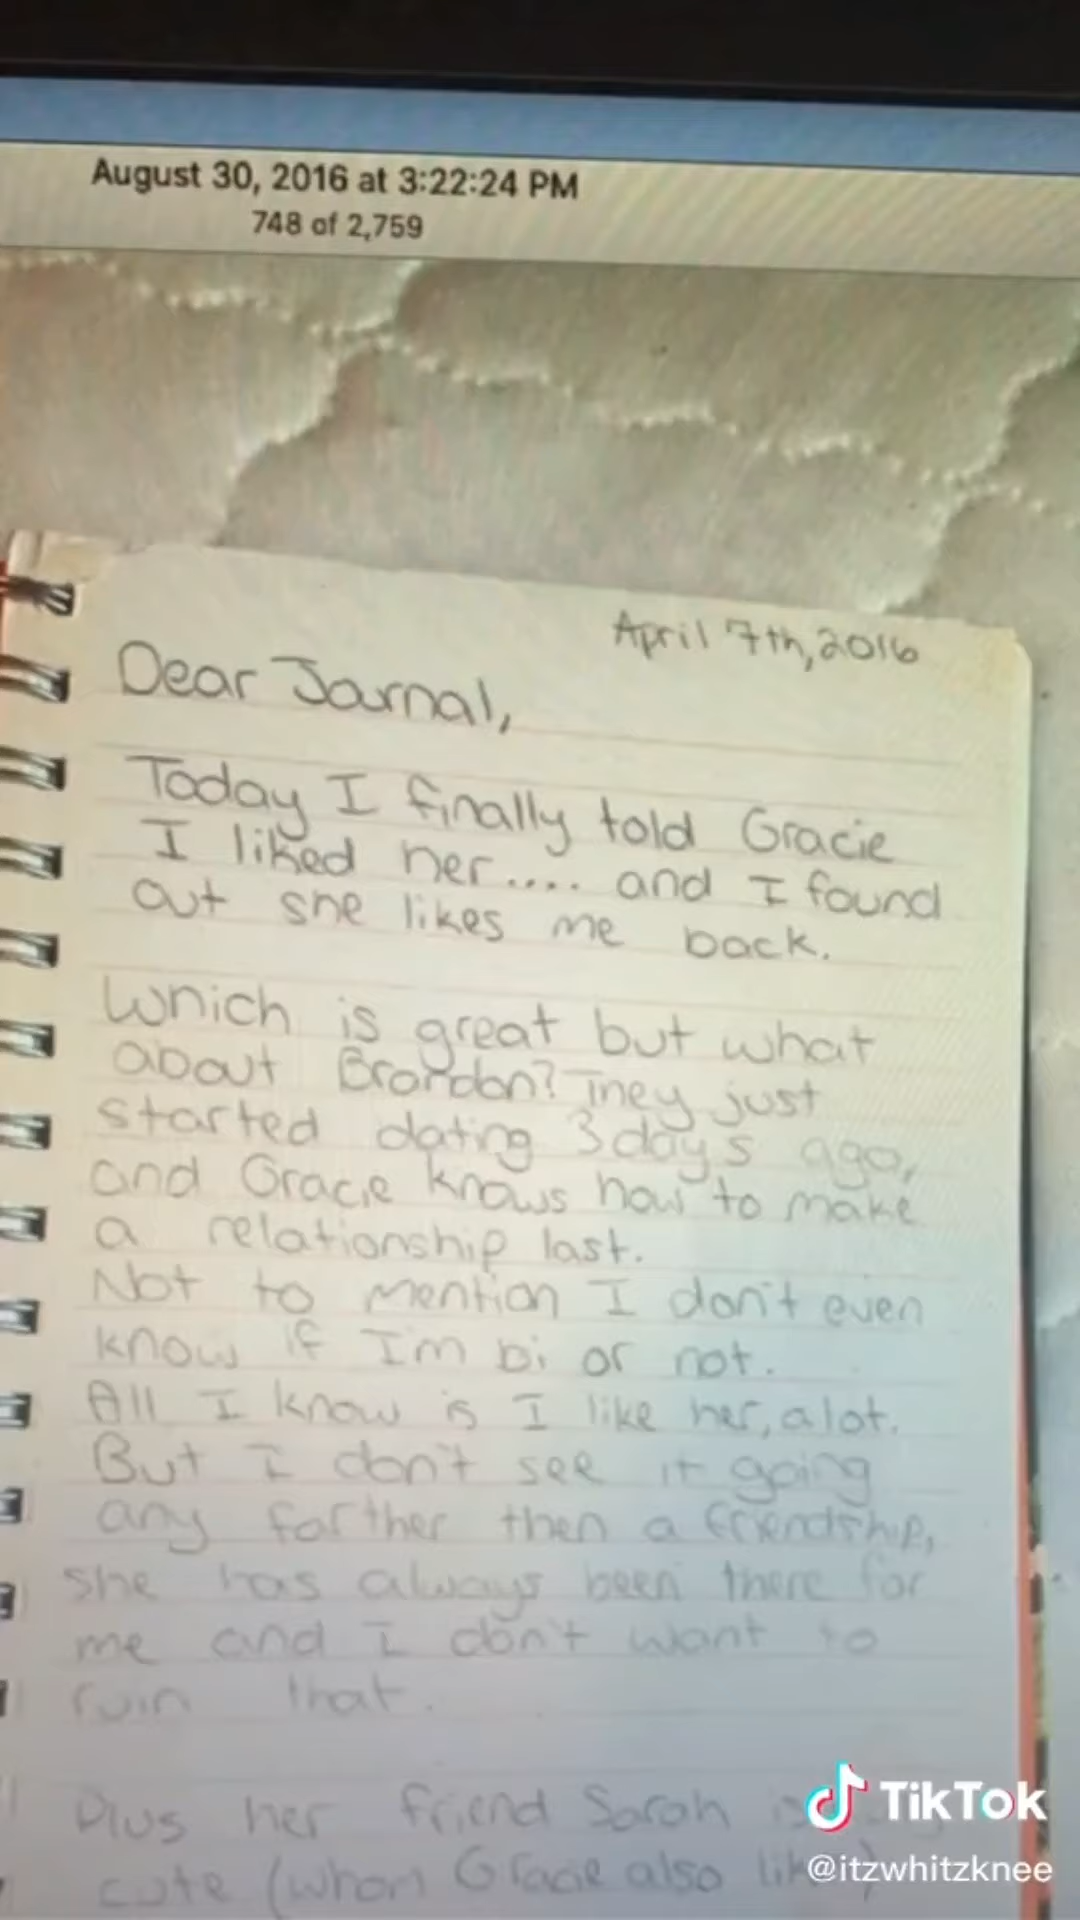 August 30, 2016 at 3:22:24 PM
748 of 2,759
April 7th, 2016
Dear Journal,
Today I finally told Gracie
I liked her.... and I found
out she likes me back.
Which is great but what
about Brandon? They just
started dating 3 days ago,
and Gracie knows how to make
a relationship last.
Not to mention I don't even
know if I'm bi or not.
All I know is I like her, alot.
But I don't see it going
any farther then a friendship,
she has always been there for
me and I don't want to
ruin that.
Plus her friend Sarah is
cute (whom Gracie also
TikTok
@itzwhitzknee